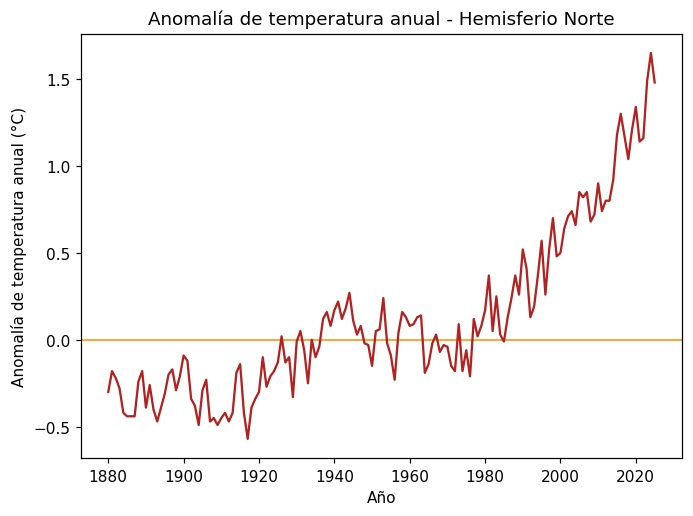 Anomalía de temperatura anual - Hemisferio Norte
Anomalía de temperatura anual (°C)
1.5
1.0
0.5
0.0
−0.5
1880 1900 1920 1940 1960 1980 2000 2020
Año